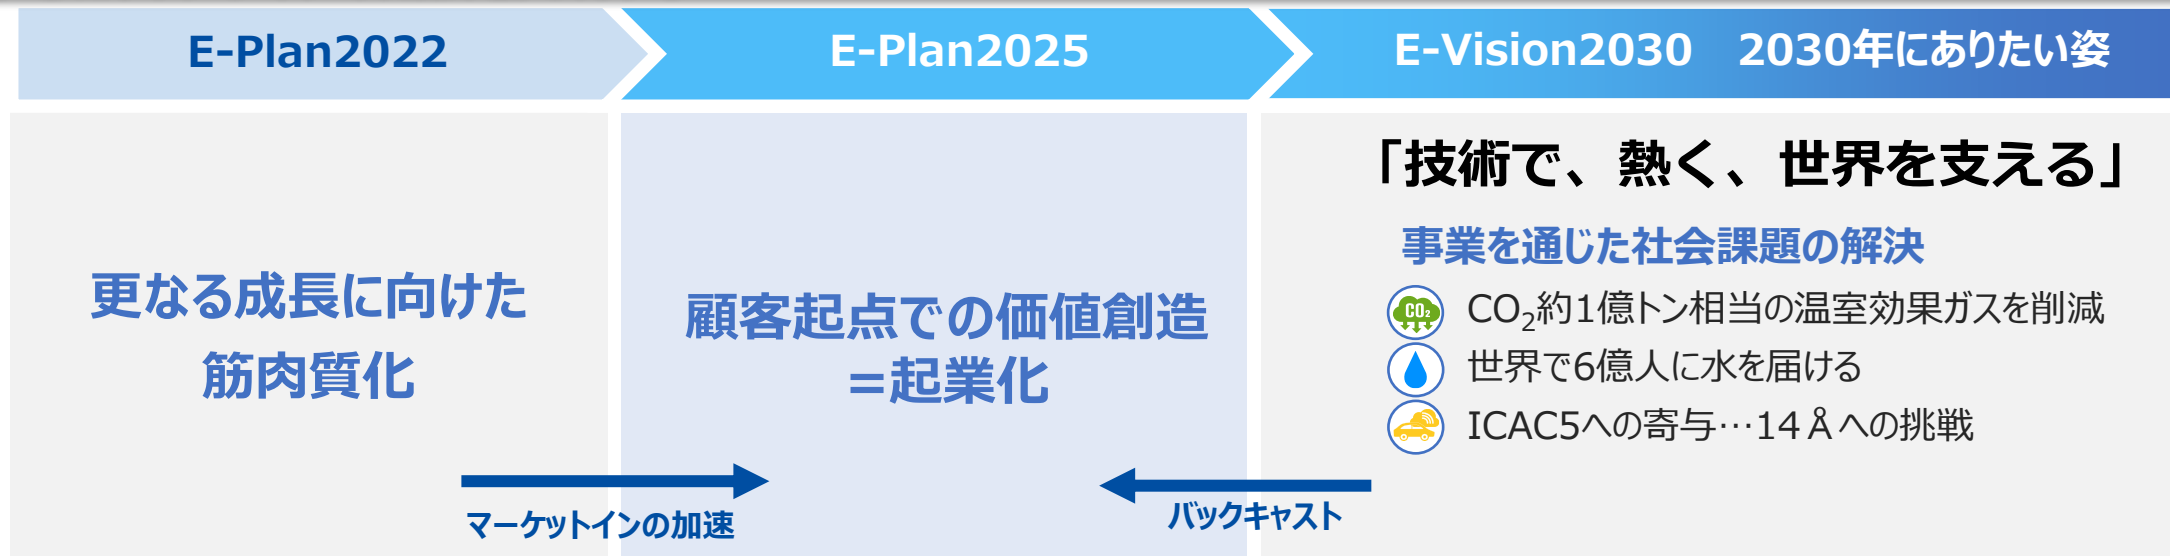 E-Plan2022
E-Plan2025
E-Vision2030　2030年にありたい姿
更なる成長に向けた
筋肉質化
マーケットインの加速
顧客起点での価値創造
=起業化
バックキャスト
「技術で、熱く、世界を支える」
事業を通じた社会課題の解決
CO₂
CO₂約1億トン相当の温室効果ガスを削減
世界で6億人に水を届ける
ICAC5への寄与…14Åへの挑戦